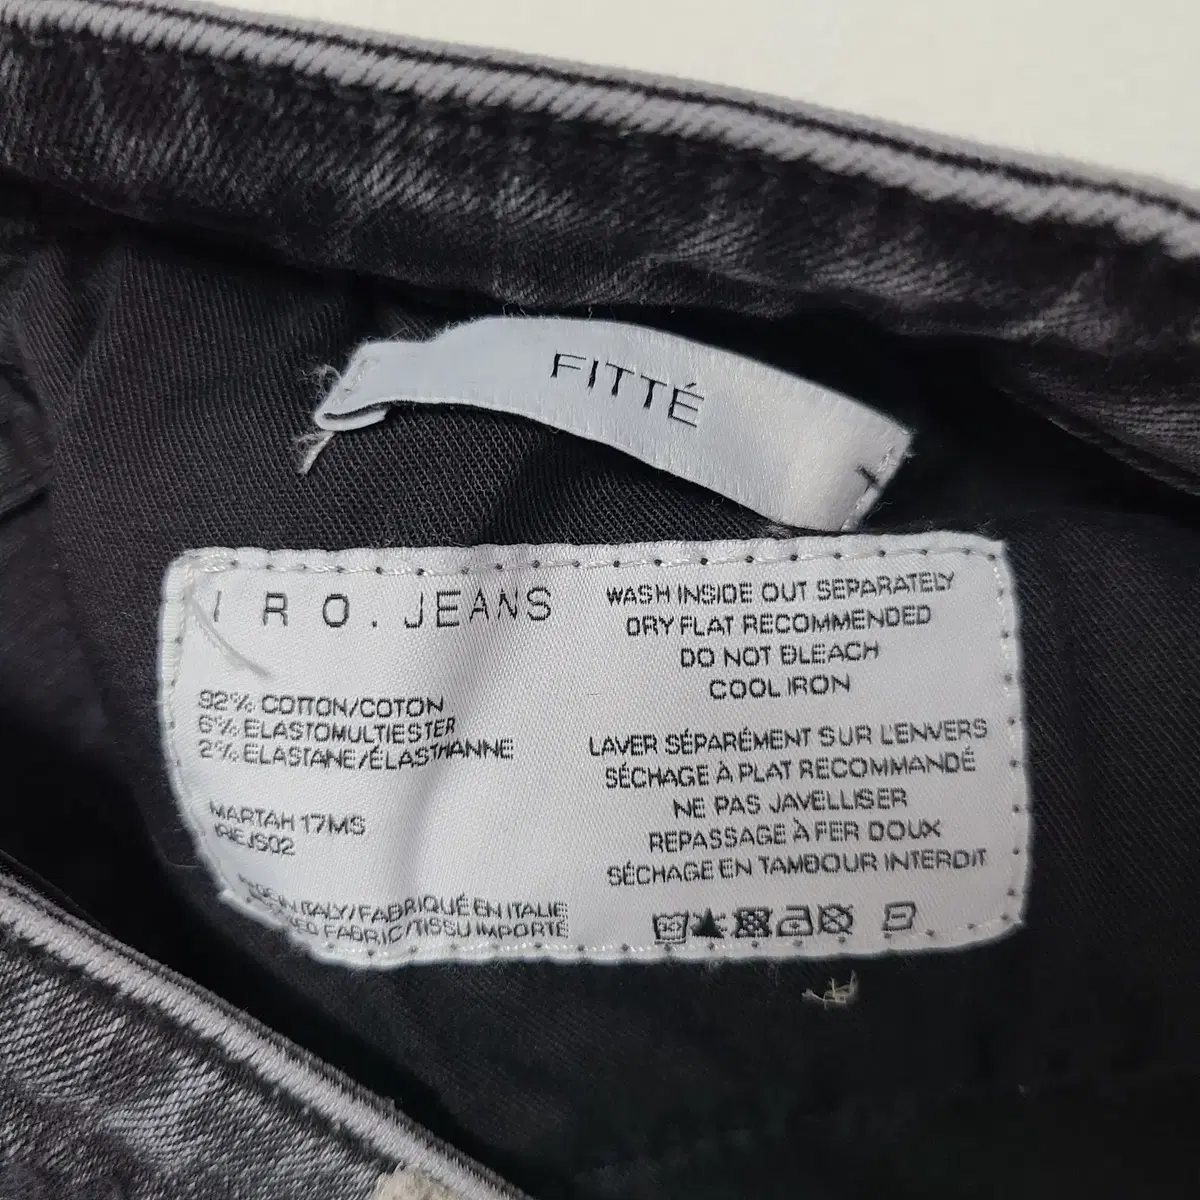 FITTÉ
IRO.JEANS
92% COTTON/COTON
6% ELASTOMULTIESTER
2% ELASTANE/ÉLASTHANNE
MARTAH 17MS
IRIEJS02
MADE IN ITALY/FABRIQUÉ EN ITALIE
FABRIC/TISSU IMPORTÉ
WASH INSIDE OUT SEPARATELY
DRY FLAT RECOMMENDED
DO NOT BLEACH
COOL IRON
LAVER SÉPARÉMENT SUR L'ENVERS
SÉCHAGE À PLAT RECOMMANDÉ
NE PAS JAVELLISER
REPASSAGE À FER DOUX
SÉCHAGE EN TAMBOUR INTERDIT